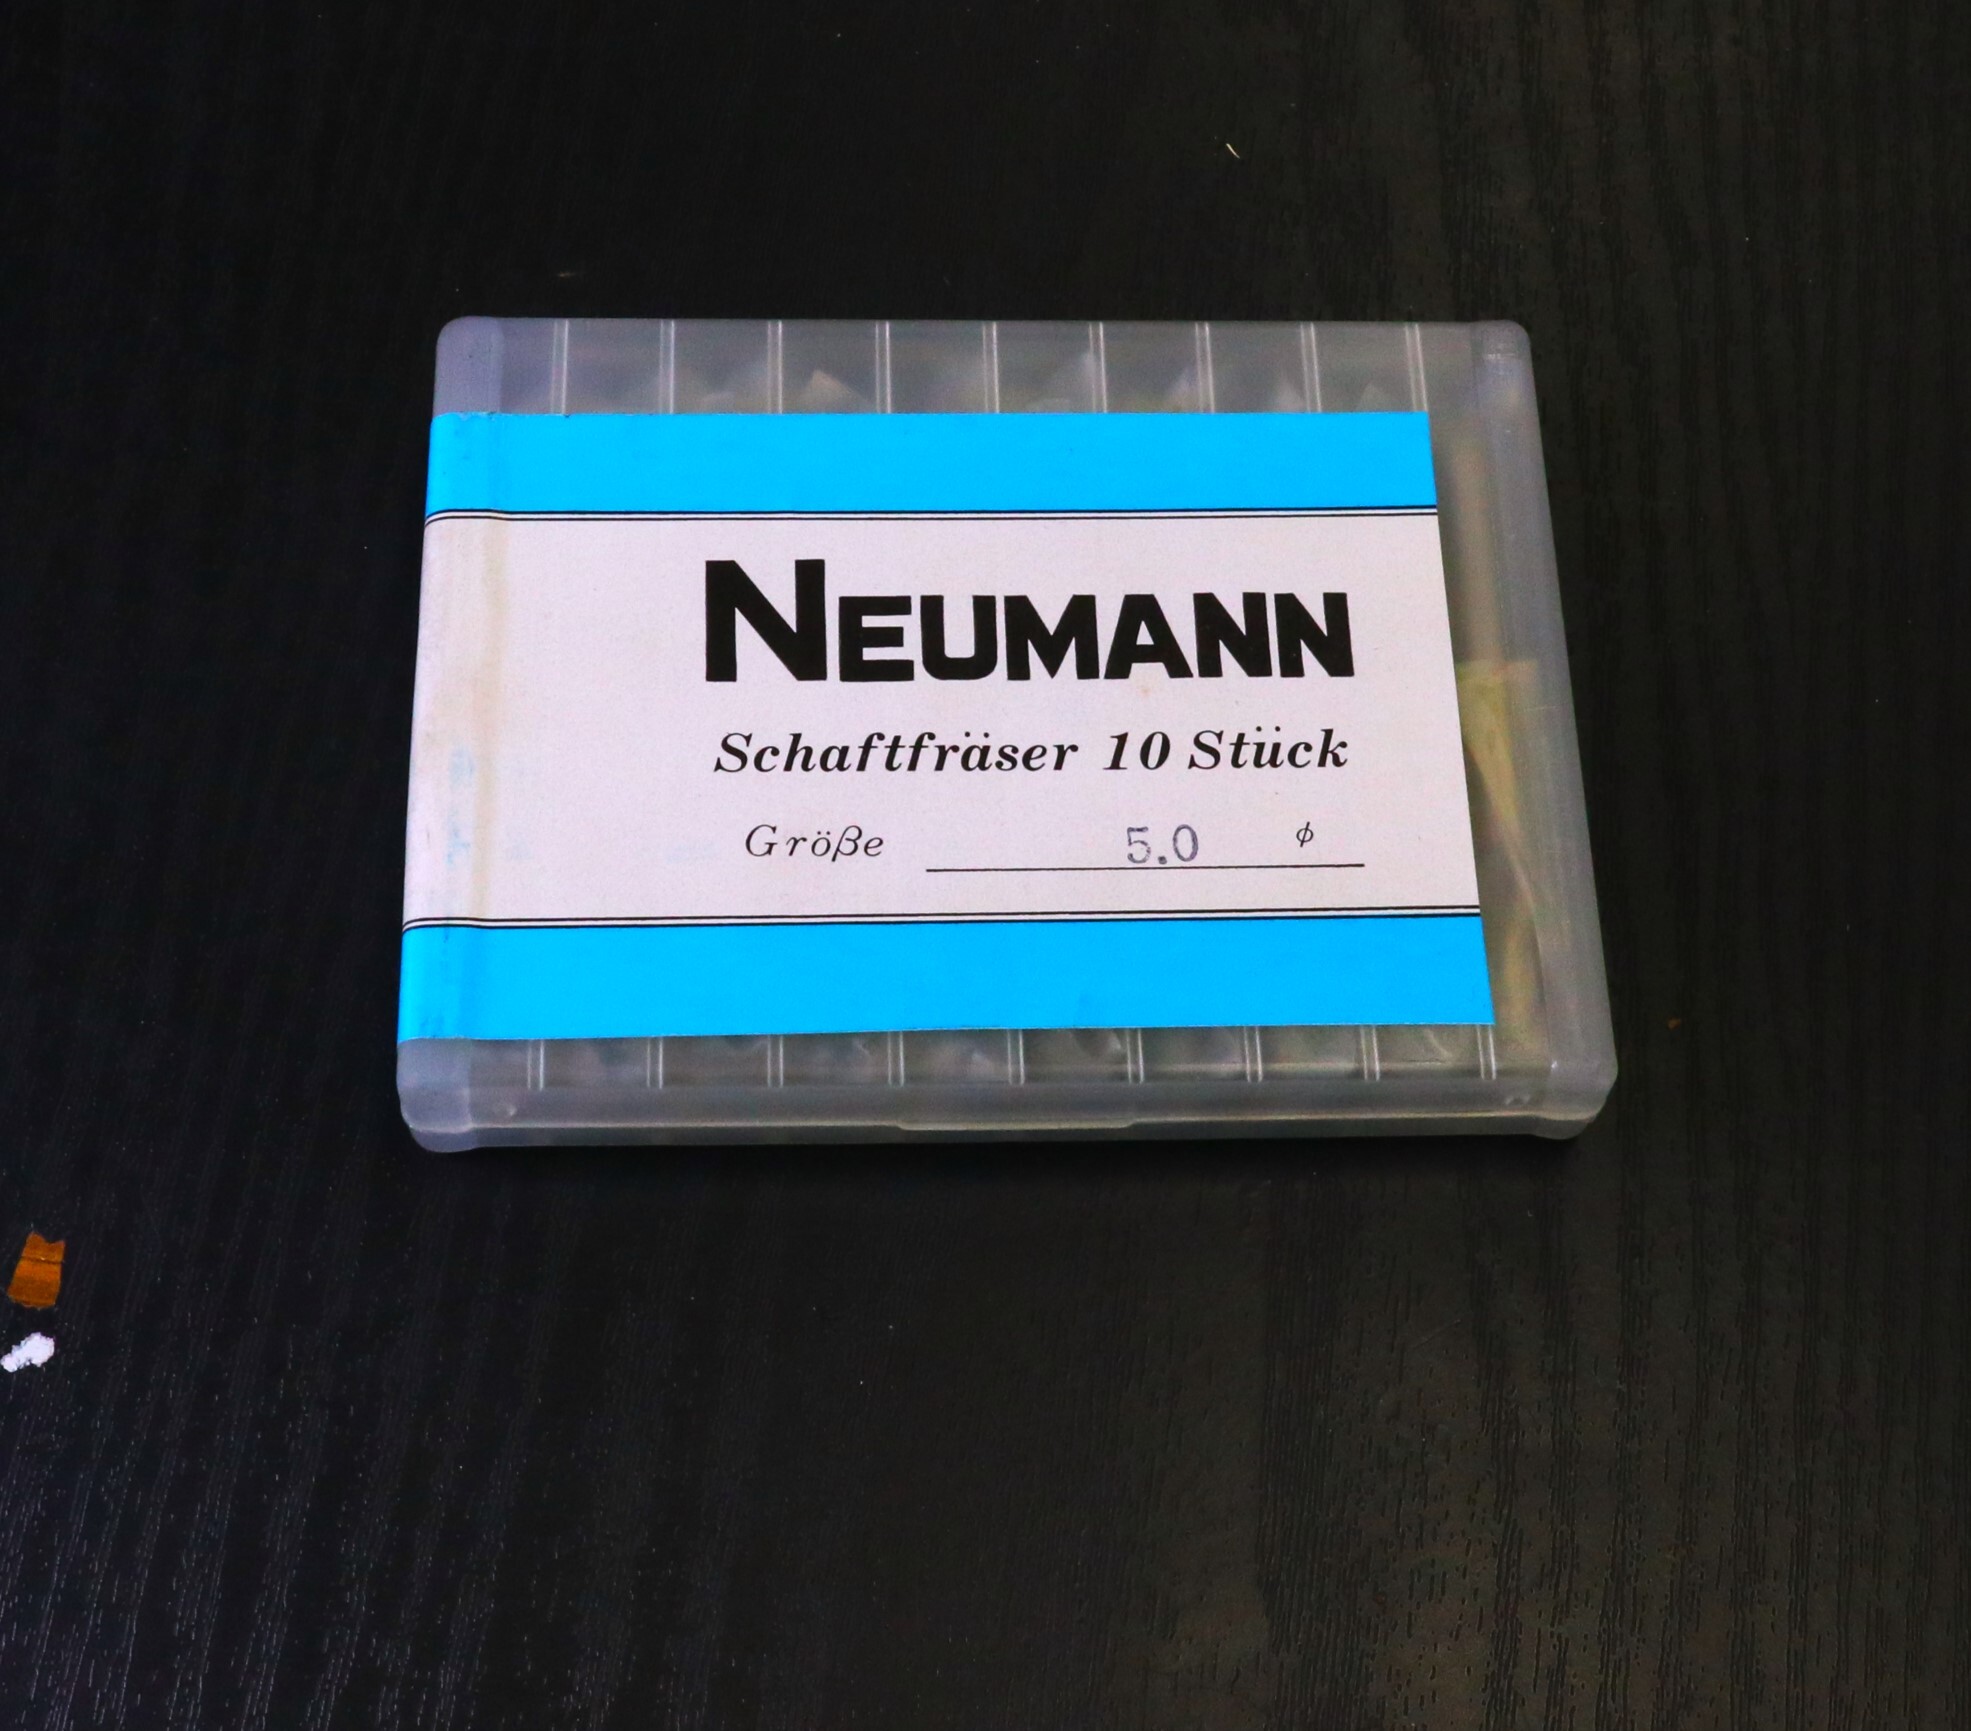 NEUMANN
Schaftfräser 10 Stück
Größe 5.0 ϕ